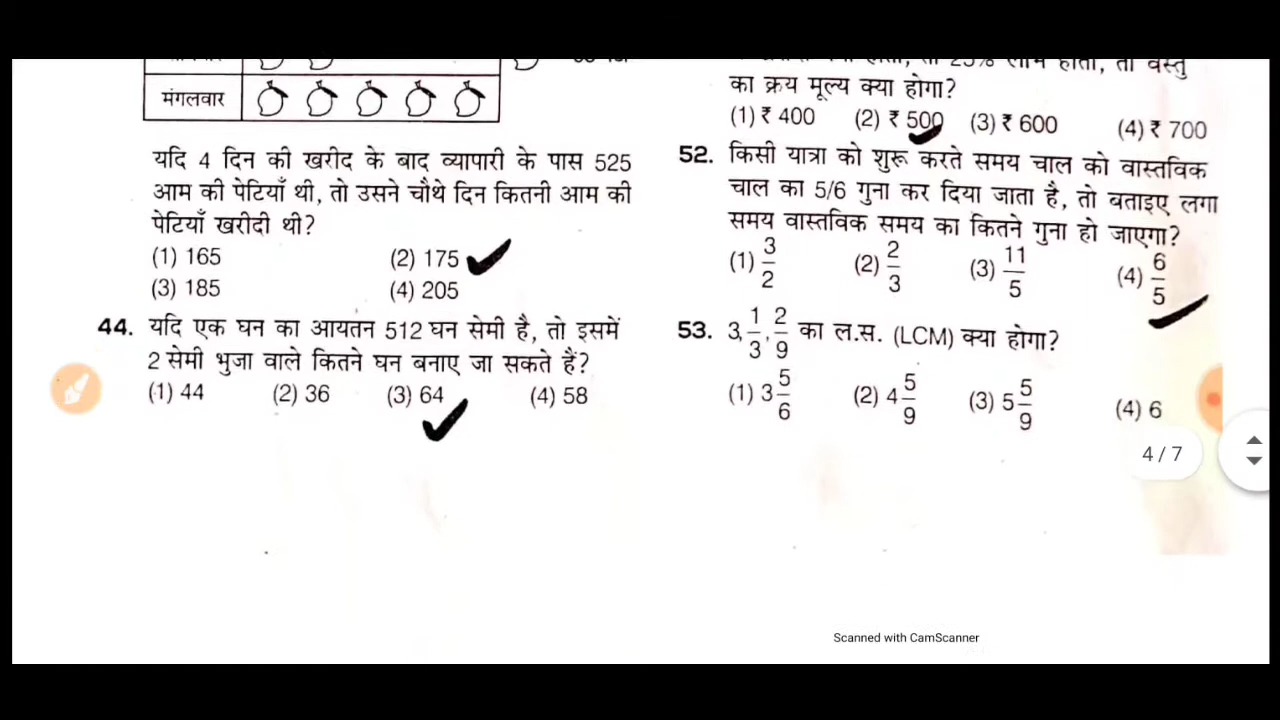 मंगलवार
यदि 4 दिन की खरीद के बाद व्यापारी के पास 525
आम की पेटियाँ थी, तो उसने चौथे दिन कितनी आम की
पेटियाँ खरीदी थी?
(1) 165 (2) 175
(3) 185 (4) 205
44. यदि एक घन का आयतन 512 घन सेमी है, तो इसमें
2 सेमी भुजा वाले कितने घन बनाए जा सकते हैं?
(1) 44 (2) 36 (3) 64 (4) 58
25% लाभ होता, तो वस्तु
का क्रय मूल्य क्या होगा?
(1) ₹ 400 (2) ₹ 500 (3) ₹ 600 (4) ₹ 700
52. किसी यात्रा को शुरू करते समय चाल को वास्तविक
चाल का 5/6 गुना कर दिया जाता है, तो बताइए लगा
समय वास्तविक समय का कितने गुना हो जाएगा?
(1) 3/2 (2) 2/3 (3) 11/5 (4) 6/5
53. 3, 1/3, 2/9 का ल.स. (LCM) क्या होगा?
(1) 3 5/6 (2) 4 5/9 (3) 5 5/9 (4) 6
4 / 7
Scanned with CamScanner